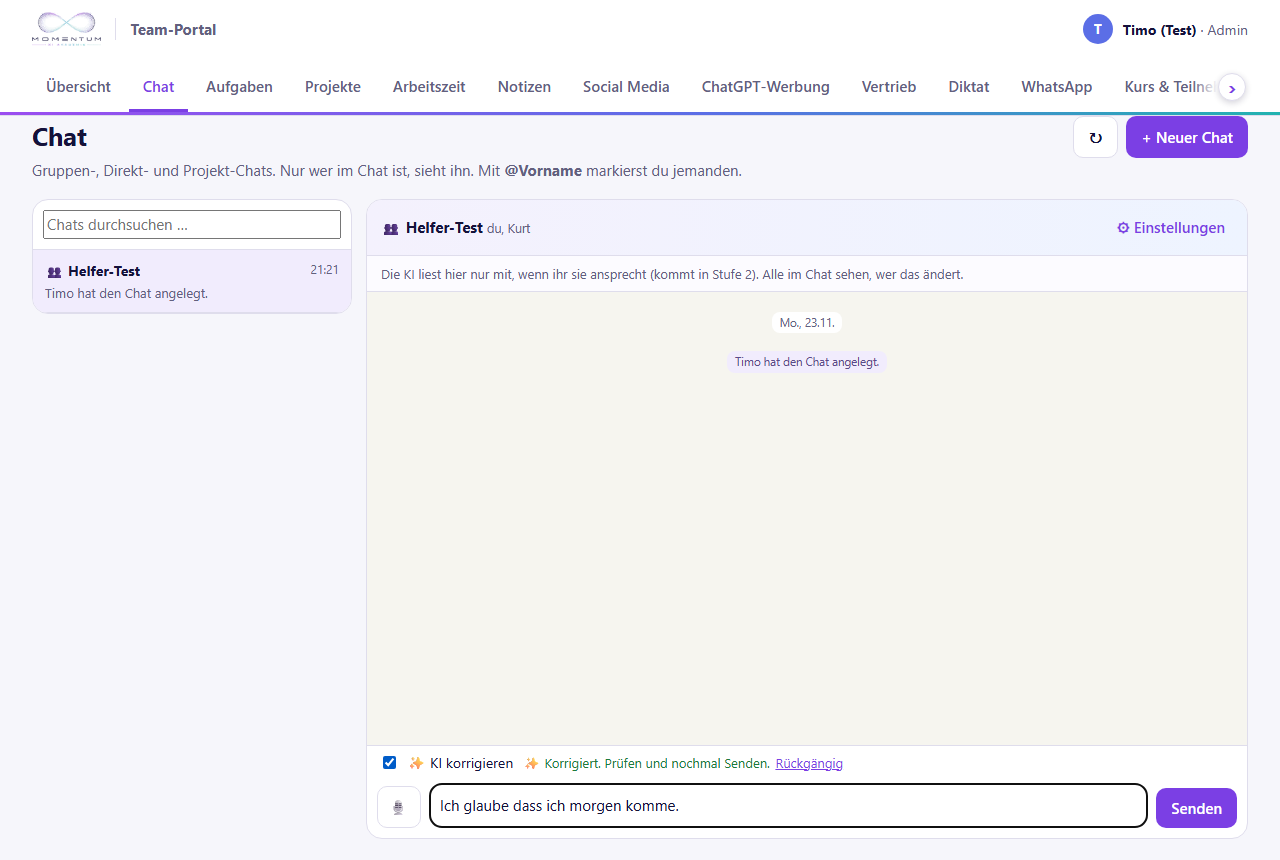 MOMENTUM
Team-Portal
T
Timo (Test) · Admin
Übersicht
Chat
Aufgaben
Projekte
Arbeitszeit
Notizen
Social Media
ChatGPT-Werbung
Vertrieb
Diktat
WhatsApp
Kurs &
Chat
+ Neuer Chat
Gruppen-, Direkt- und Projekt-Chats. Nur wer im Chat ist, sieht ihn. Mit @Vorname markierst du jemanden.
Chats durchsuchen ...
Helfer-Test 21:21
Timo hat den Chat angelegt.
Helfer-Test du, Kurt
Einstellungen
Die KI liest hier nur mit, wenn ihr sie ansprecht (kommt in Stufe 2). Alle im Chat sehen, wer das ändert.
Mo., 23.11.
Timo hat den Chat angelegt.
KI korrigieren
Korrigiert. Prüfen und nochmal Senden. Rückgängig
Ich glaube dass ich morgen komme.
Senden